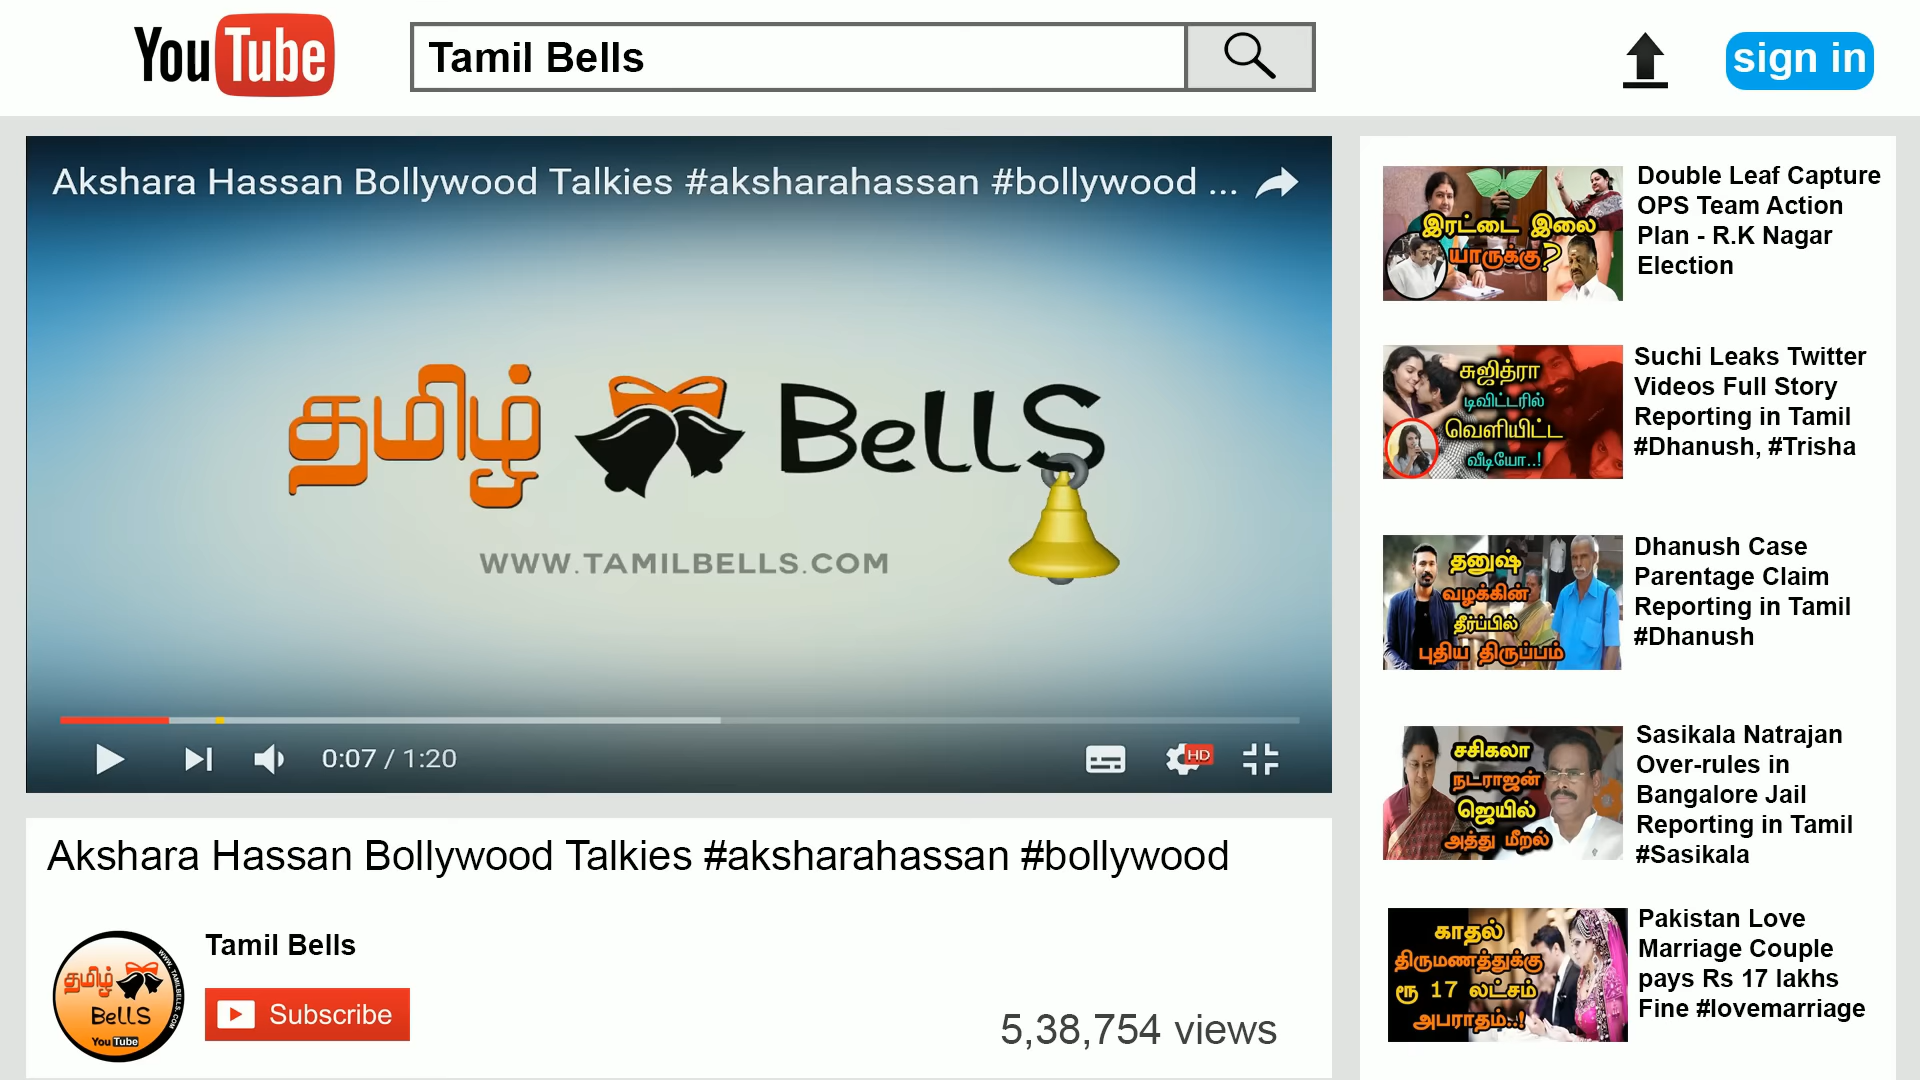 YouTube
Tamil Bells
sign in
Akshara Hassan Bollywood Talkies #aksharahassan #bollywood ...
தமிழ் Bells
WWW.TAMILBELLS.COM
0:07 / 1:20
HD
Akshara Hassan Bollywood Talkies #aksharahassan #bollywood
தமிழ்
Bells
YouTube
WWW.TAMILBELLS.COM
Tamil Bells
Subscribe
5,38,754 views
இரட்டை இலை
யாருக்கு?
Double Leaf Capture
OPS Team Action
Plan - R.K Nagar
Election
சுஜித்ரா
டிவிட்டரில்
வெளியிட்ட
வீடியோ..!
Suchi Leaks Twitter
Videos Full Story
Reporting in Tamil
#Dhanush, #Trisha
தனுஷ்
வழக்கின்
தீர்ப்பில்
புதிய திருப்பம்
Dhanush Case
Parentage Claim
Reporting in Tamil
#Dhanush
சசிகலா
நடராஜன்
ஜெயில்
அத்து மீறல்
Sasikala Natrajan
Over-rules in
Bangalore Jail
Reporting in Tamil
#Sasikala
காதல்
திருமணத்துக்கு
ரூ 17 லட்சம்
அபராதம்..!
Pakistan Love
Marriage Couple
pays Rs 17 lakhs
Fine #lovemarriage